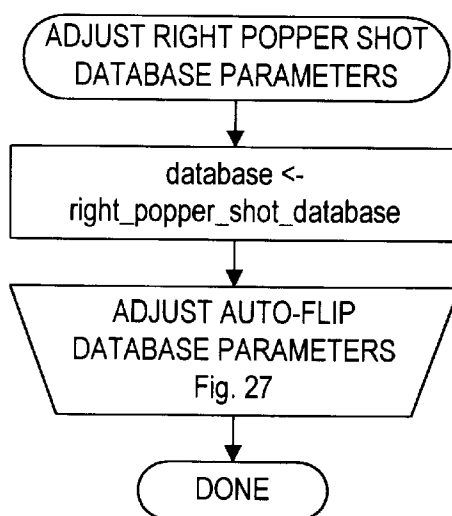 ADJUST RIGHT POPPER SHOT
DATABASE PARAMETERS
database <-
right_popper_shot_database
ADJUST AUTO-FLIP
DATABASE PARAMETERS
Fig. 27
DONE